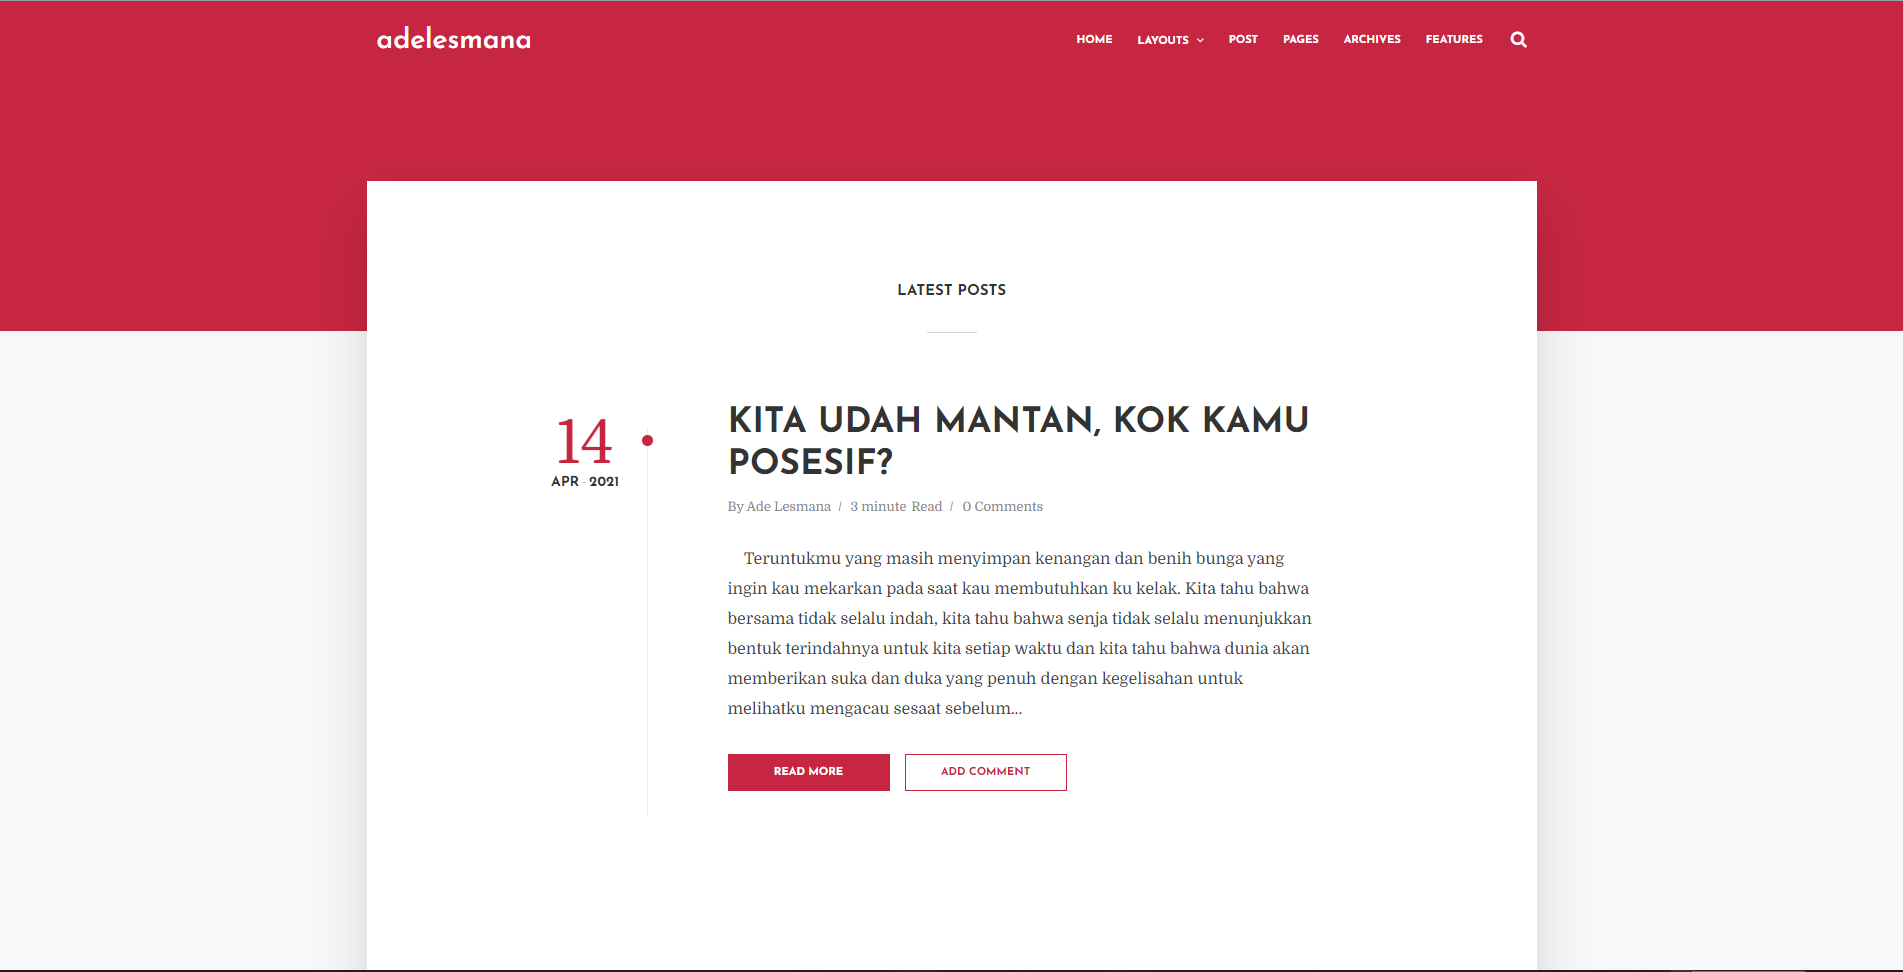 adelesmana
HOME LAYOUTS POST PAGES ARCHIVES FEATURES
LATEST POSTS
14
APR - 2021
KITA UDAH MANTAN, KOK KAMU
POSESIF?
By Ade Lesmana / 3 minute Read / 0 Comments
Teruntukmu yang masih menyimpan kenangan dan benih bunga yang
ingin kau mekarkan pada saat kau membutuhkan ku kelak. Kita tahu bahwa
bersama tidak selalu indah, kita tahu bahwa senja tidak selalu menunjukkan
bentuk terindahnya untuk kita setiap waktu dan kita tahu bahwa dunia akan
memberikan suka dan duka yang penuh dengan kegelisahan untuk
melihatku mengacau sesaat sebelum...
READ MORE ADD COMMENT